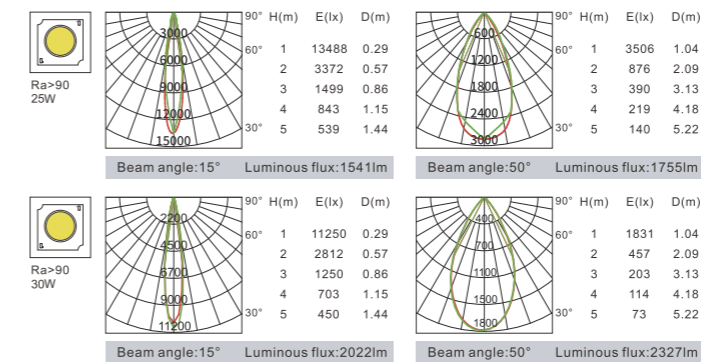 Ra>90
25W
3000
6000
9000
12000
15000
90°
60°
30°
H(m) E(lx) D(m)
1 13488 0.29
2 3372 0.57
3 1499 0.86
4 843 1.15
5 539 1.44
Beam angle:15° Luminous flux:1541lm
600
1200
1800
2400
3000
90°
60°
30°
H(m) E(lx) D(m)
1 3506 1.04
2 876 2.09
3 390 3.13
4 219 4.18
5 140 5.22
Beam angle:50° Luminous flux:1755lm
Ra>90
30W
2200
4500
6700
9000
11200
90°
60°
30°
H(m) E(lx) D(m)
1 11250 0.29
2 2812 0.57
3 1250 0.86
4 703 1.15
5 450 1.44
Beam angle:15° Luminous flux:2022lm
400
700
1100
1500
1800
90°
60°
30°
H(m) E(lx) D(m)
1 1831 1.04
2 457 2.09
3 203 3.13
4 114 4.18
5 73 5.22
Beam angle:50° Luminous flux:2327lm